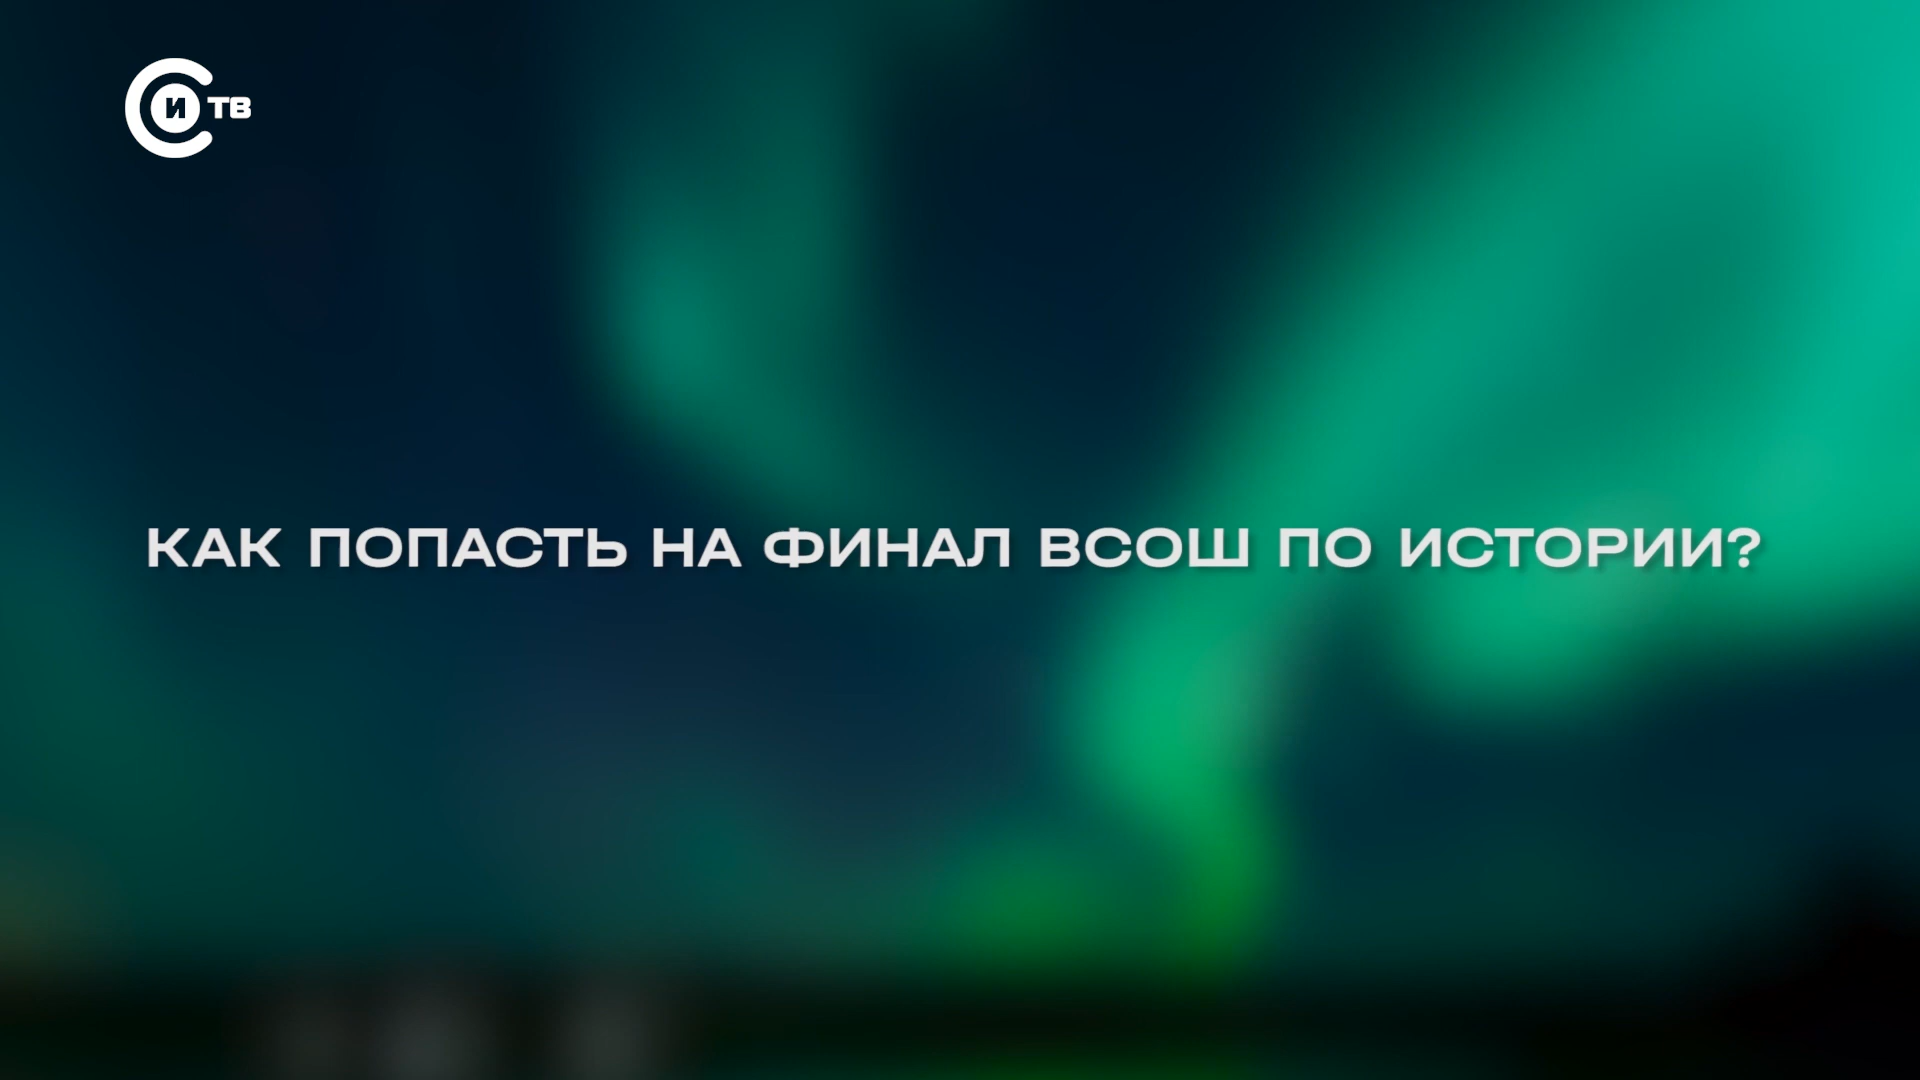 СИ ТВ
КАК ПОПАСТЬ НА ФИНАЛ ВСОШ ПО ИСТОРИИ?